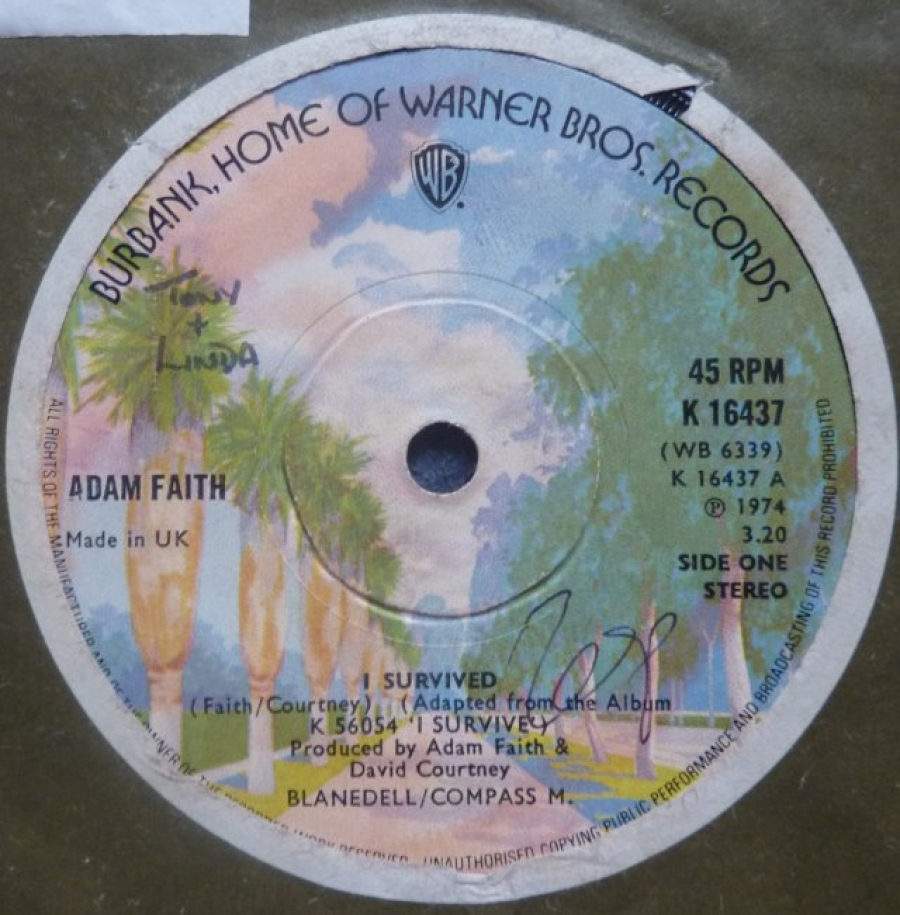 BURBANK, HOME OF WARNER BROS. RECORDS
WB
TONY
+
LINDA
45 RPM
K 16437
(WB 6339)
K 16437 A
ADAM FAITH
Ⓟ 1974
Made in UK
3.20
SIDE ONE
STEREO
I SURVIVED
(Faith/Courtney) (Adapted from the Album
K 56054 'I SURVIVE')
Produced by Adam Faith &
David Courtney
BLANEDELL/COMPASS M.
ALL RIGHTS OF THE MANUFACTURER AND OF THE OWNER OF THE RECORDED WORK RESERVED UNAUTHORISED COPYING PUBLIC PERFORMANCE AND BROADCASTING OF THIS RECORD PROHIBITED